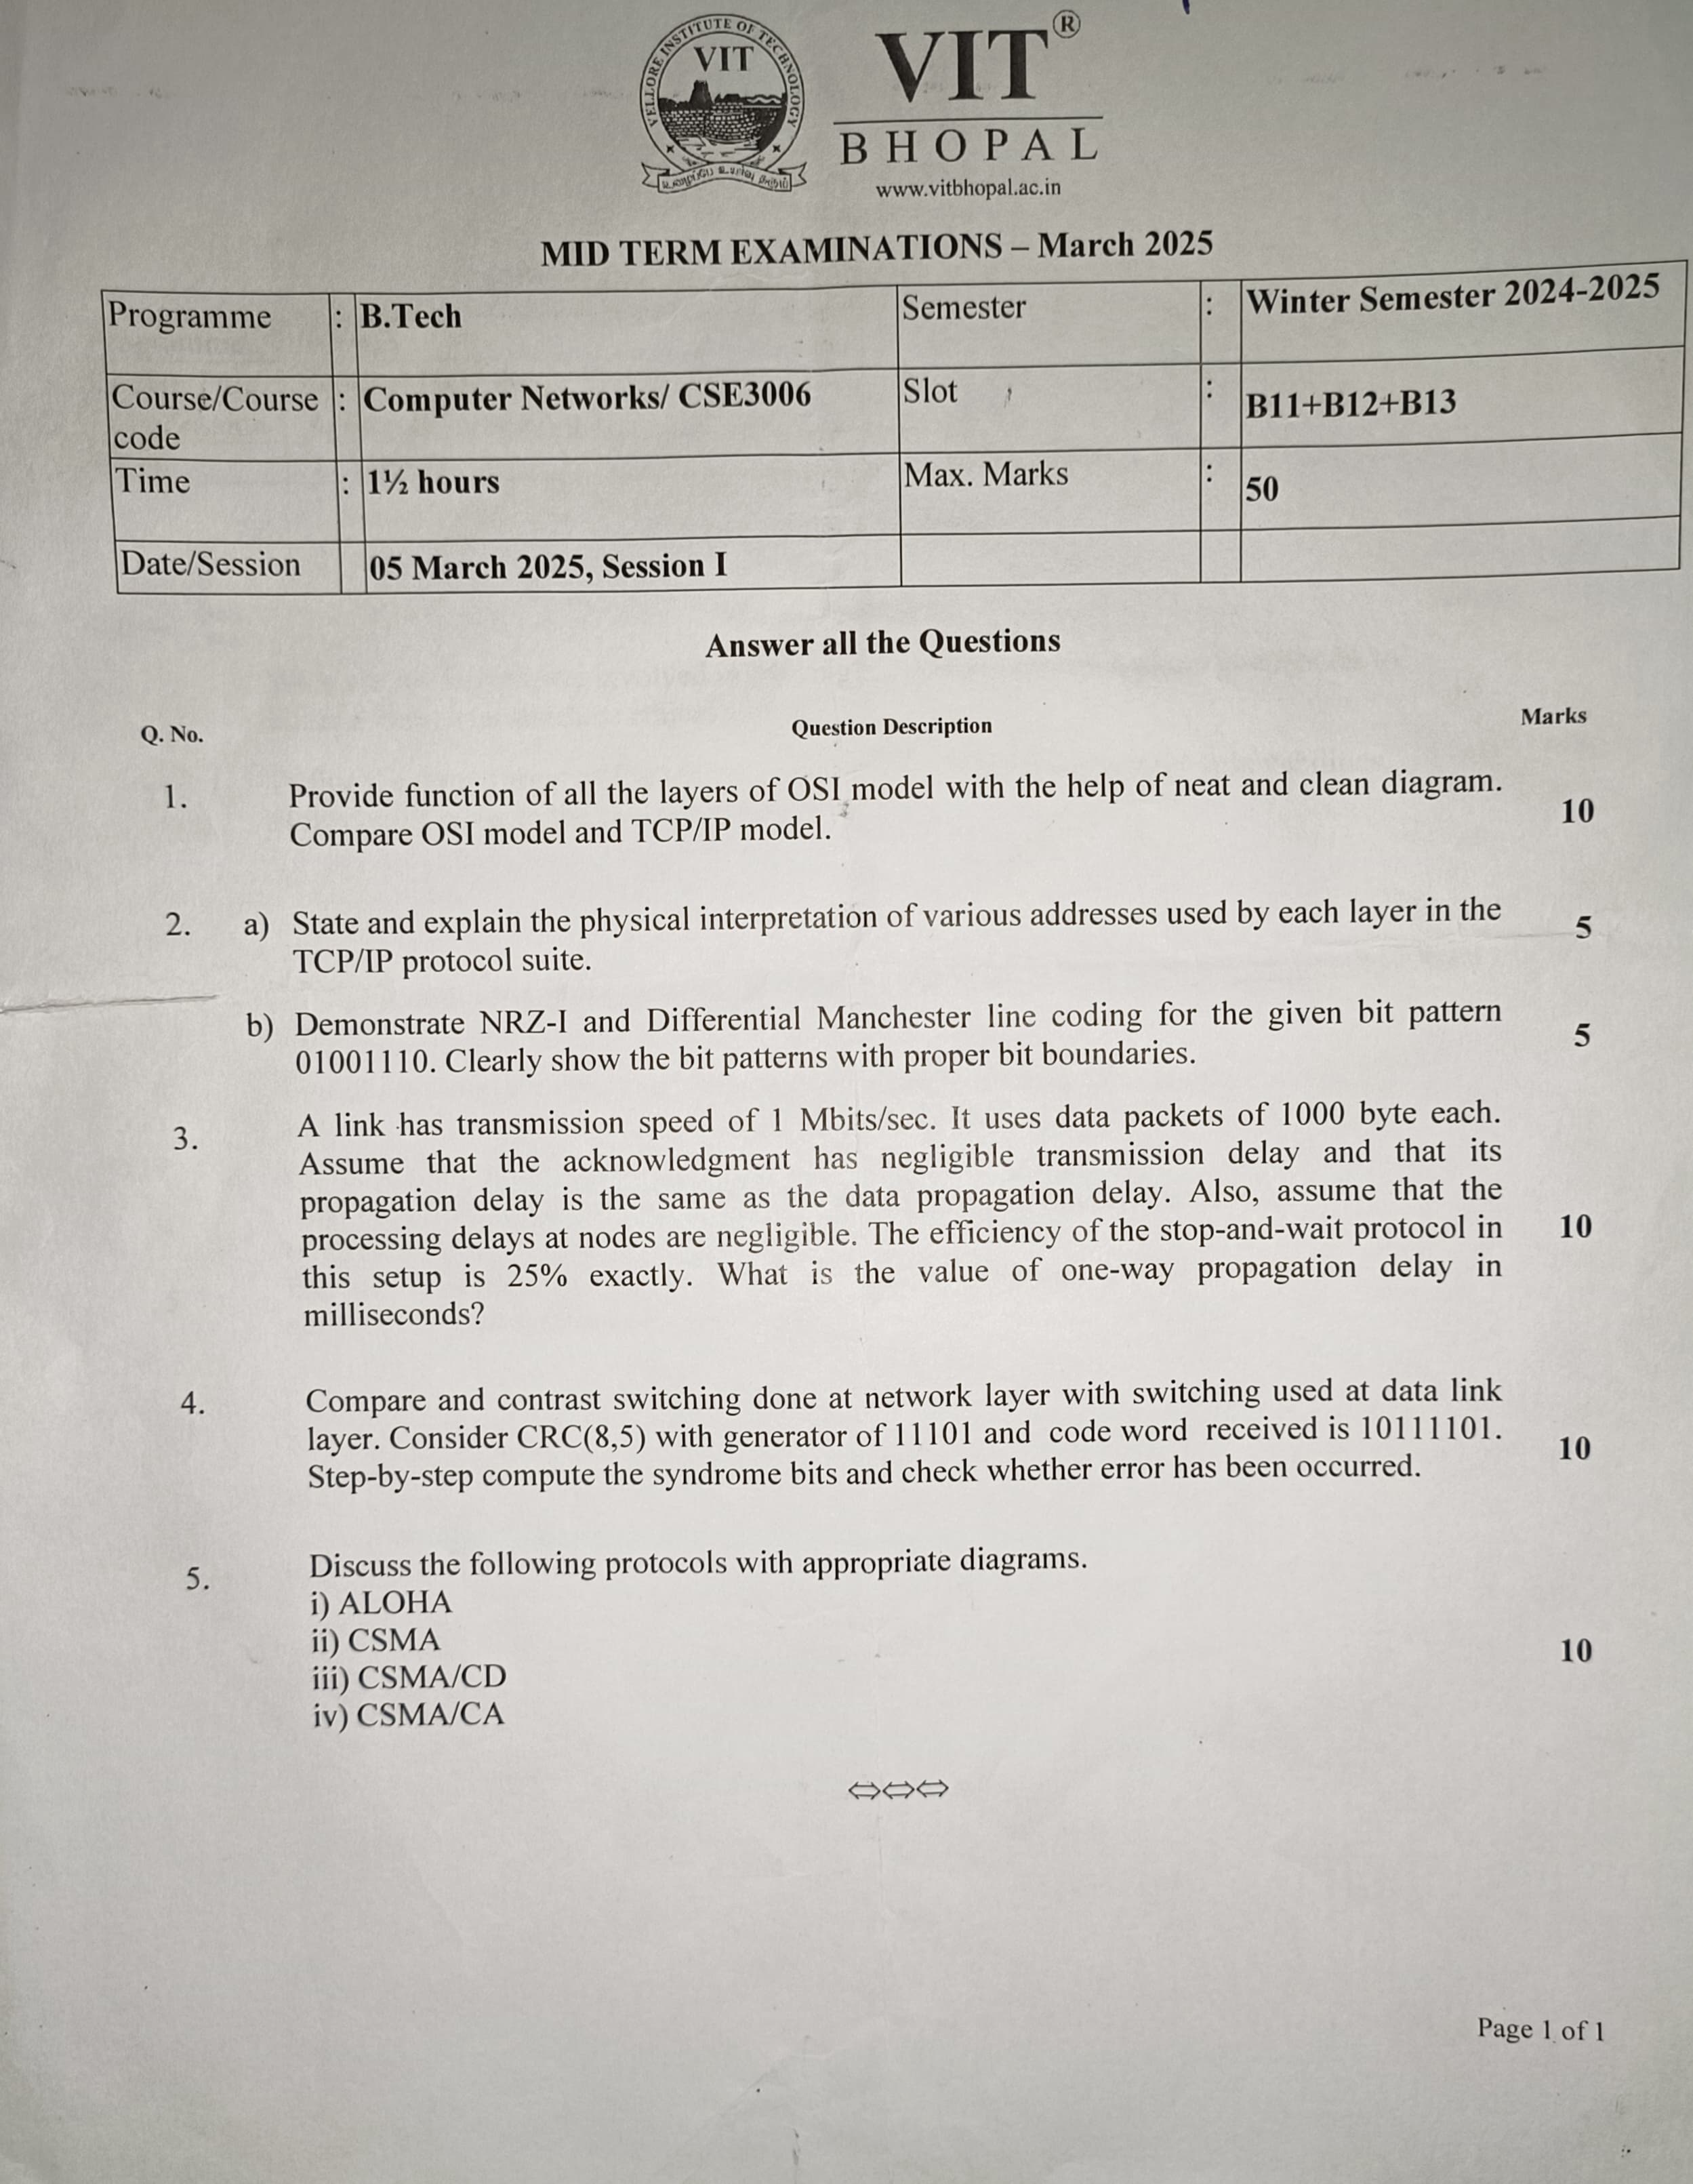 VELLORE INSTITUTE OF TECHNOLOGY
VIT
VIT®
BHOPAL
www.vitbhopal.ac.in
MID TERM EXAMINATIONS – March 2025
Programme : B.Tech Semester : Winter Semester 2024-2025
Course/Course code : Computer Networks/ CSE3006 Slot : B11+B12+B13
Time : 1½ hours Max. Marks : 50
Date/Session 05 March 2025, Session I
Answer all the Questions
Q. No. Question Description Marks
1. Provide function of all the layers of OSI model with the help of neat and clean diagram.
Compare OSI model and TCP/IP model. 10
2. a) State and explain the physical interpretation of various addresses used by each layer in the 5
TCP/IP protocol suite.
b) Demonstrate NRZ-I and Differential Manchester line coding for the given bit pattern 5
01001110. Clearly show the bit patterns with proper bit boundaries.
3. A link has transmission speed of 1 Mbits/sec. It uses data packets of 1000 byte each.
Assume that the acknowledgment has negligible transmission delay and that its
propagation delay is the same as the data propagation delay. Also, assume that the
processing delays at nodes are negligible. The efficiency of the stop-and-wait protocol in 10
this setup is 25% exactly. What is the value of one-way propagation delay in
milliseconds?
4. Compare and contrast switching done at network layer with switching used at data link
layer. Consider CRC(8,5) with generator of 11101 and code word received is 10111101. 10
Step-by-step compute the syndrome bits and check whether error has been occurred.
5. Discuss the following protocols with appropriate diagrams.
i) ALOHA
ii) CSMA 10
iii) CSMA/CD
iv) CSMA/CA
⇔⇔⇔
Page 1 of 1